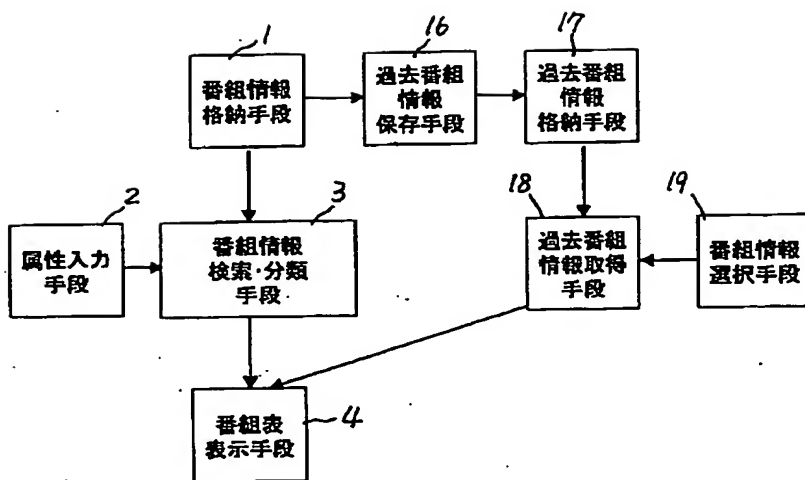 1
番組情報
格納手段
16
過去番組
情報
保存手段
17
過去番組
情報
格納手段
2
属性入力
手段
3
番組情報
検索・分類
手段
18
過去番組
情報取得
手段
19
番組情報
選択手段
番組表
表示手段
4